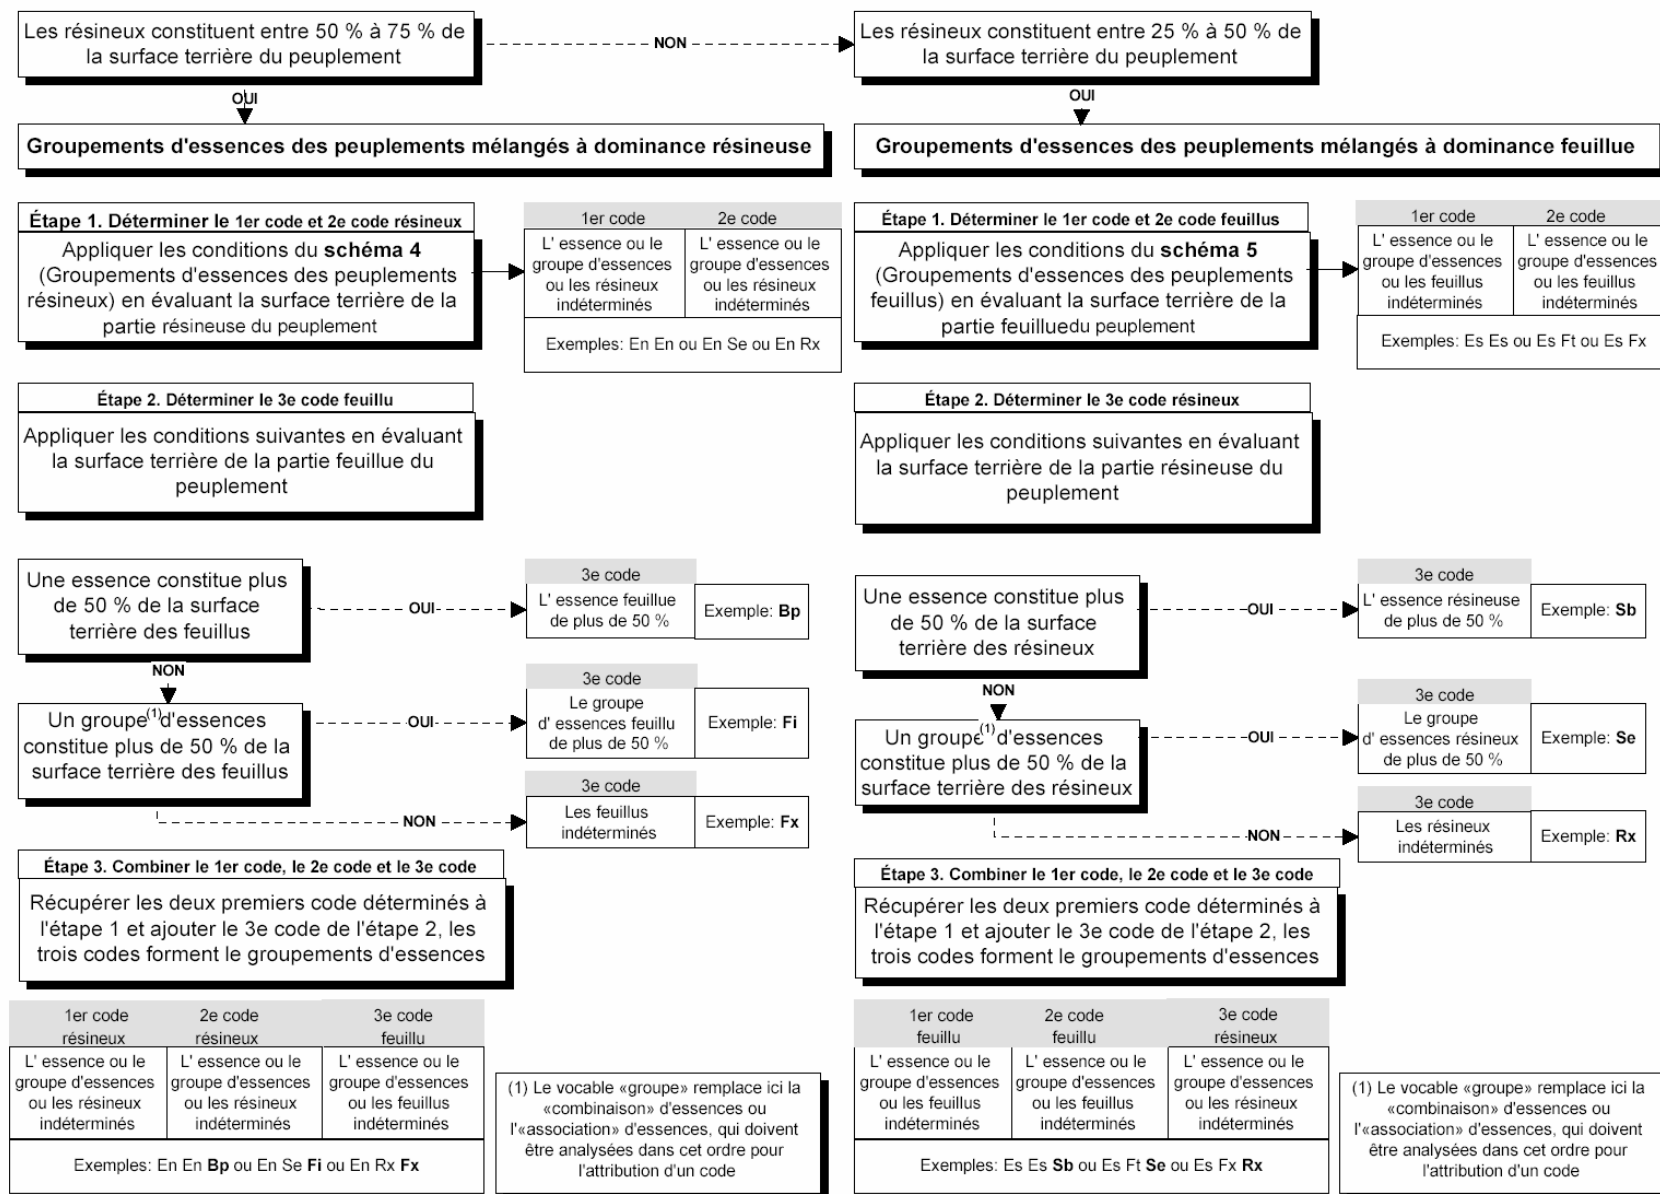 Les résineux constituent entre 50 % à 75 % de
la surface terrière du peuplement
NON
Les résineux constituent entre 25 % à 50 % de
la surface terrière du peuplement
OUI
OUI
Groupements d'essences des peuplements mélangés à dominance résineuse
Groupements d'essences des peuplements mélangés à dominance feuillue
Étape 1. Déterminer le 1er code et 2e code résineux
Appliquer les conditions du schéma 4
(Groupements d'essences des peuplements
résineux) en évaluant la surface terrière de la
partie résineuse du peuplement
1er code
2e code
L' essence ou le
groupe d'essences
ou les résineux
indéterminés
L' essence ou le
groupe d'essences
ou les résineux
indéterminés
Exemples: En En ou En Se ou En Rx
Étape 1. Déterminer le 1er code et 2e code feuillus
Appliquer les conditions du schéma 5
(Groupements d'essences des peuplements
feuillus) en évaluant la surface terrière de la
partie feuilluedu peuplement
1er code
2e code
L' essence ou le
groupe d'essences
ou les feuillus
indéterminés
L' essence ou le
groupe d'essences
ou les feuillus
indéterminés
Exemples: Es Es ou Es Ft ou Es Fx
Étape 2. Déterminer le 3e code feuillu
Appliquer les conditions suivantes en évaluant
la surface terrière de la partie feuillue du
peuplement
Étape 2. Déterminer le 3e code résineux
Appliquer les conditions suivantes en évaluant
la surface terrière de la partie résineuse du
peuplement
Une essence constitue plus
de 50 % de la surface
terrière des feuillus
OUI
3e code
L' essence feuillue
de plus de 50 %
Exemple: Bp
NON
Un groupe(1)d'essences
constitue plus de 50 % de la
surface terrière des feuillus
OUI
3e code
Le groupe
d' essences feuillu
de plus de 50 %
Exemple: Fi
NON
3e code
Les feuillus
indéterminés
Exemple: Fx
Une essence constitue plus
de 50 % de la surface
terrière des résineux
OUI
3e code
L' essence résineuse
de plus de 50 %
Exemple: Sb
NON
Un groupe(1)d'essences
constitue plus de 50 % de la
surface terrière des résineux
OUI
3e code
Le groupe
d' essences résineux
de plus de 50 %
Exemple: Se
NON
3e code
Les résineux
indéterminés
Exemple: Rx
Étape 3. Combiner le 1er code, le 2e code et le 3e code
Récupérer les deux premiers code déterminés à
l'étape 1 et ajouter le 3e code de l'étape 2, les
trois codes forment le groupements d'essences
1er code
résineux
2e code
résineux
3e code
feuillu
L' essence ou le
groupe d'essences
ou les résineux
indéterminés
L' essence ou le
groupe d'essences
ou les résineux
indéterminés
L' essence ou le
groupe d'essences
ou les feuillus
indéterminés
Exemples: En En Bp ou En Se Fi ou En Rx Fx
(1) Le vocable «groupe» remplace ici la
«combinaison» d'essences ou
l'«association» d'essences, qui doivent
être analysées dans cet ordre pour
l'attribution d'un code
Étape 3. Combiner le 1er code, le 2e code et le 3e code
Récupérer les deux premiers code déterminés à
l'étape 1 et ajouter le 3e code de l'étape 2, les
trois codes forment le groupements d'essences
1er code
feuillu
2e code
feuillu
3e code
résineux
L' essence ou le
groupe d'essences
ou les feuillus
indéterminés
L' essence ou le
groupe d'essences
ou les feuillus
indéterminés
L' essence ou le
groupe d'essences
ou les résineux
indéterminés
Exemples: Es Es Sb ou Es Ft Se ou Es Fx Rx
(1) Le vocable «groupe» remplace ici la
«combinaison» d'essences ou
l'«association» d'essences, qui doivent
être analysées dans cet ordre pour
l'attribution d'un code